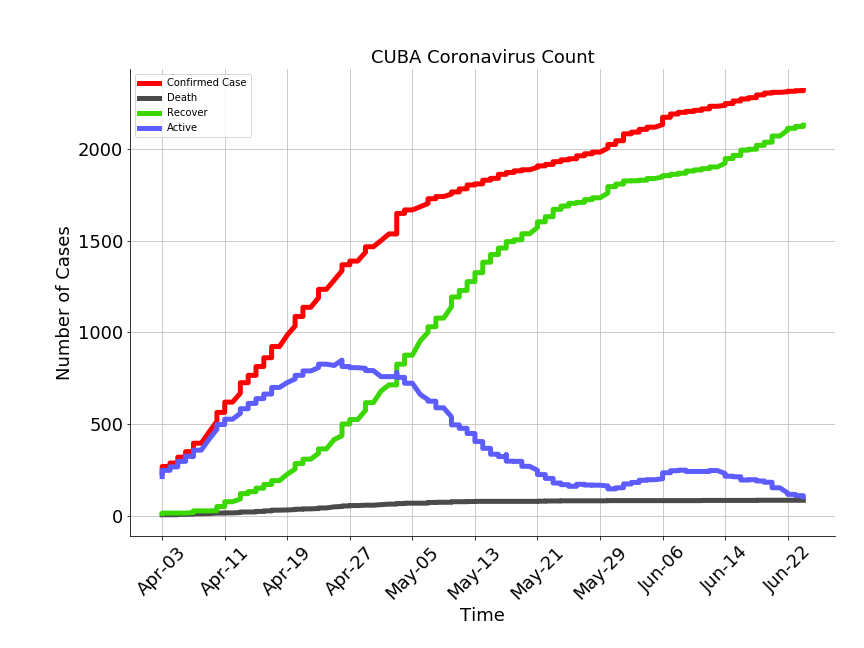 CUBA Coronavirus Count
Confirmed Case
Death
Recover
Active
Number of Cases
2000
1500
1000
500
0
Apr-03
Apr-11
Apr-19
Apr-27
May-05
May-13
May-21
May-29
Jun-06
Jun-14
Jun-22
Time